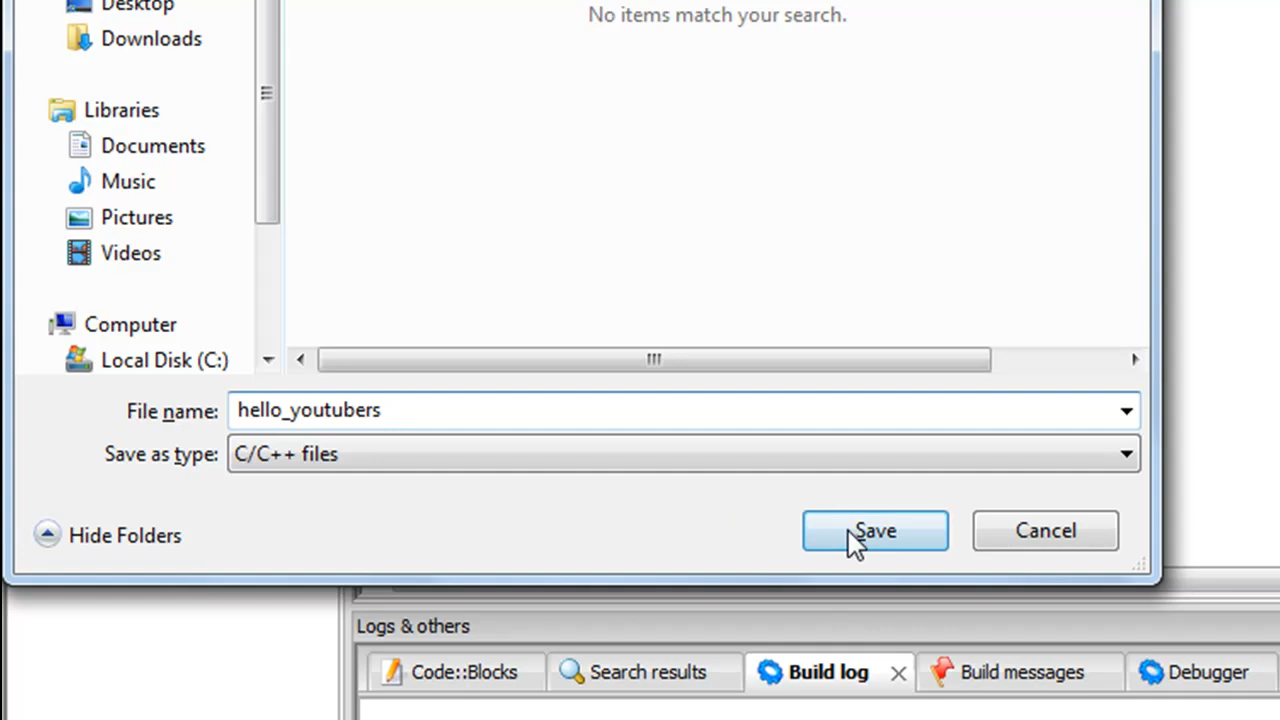 Desktop
No items match your search.
Downloads
Libraries
Documents
Music
Pictures
Videos
Computer
Local Disk (C:)
File name: hello_youtubers
Save as type: C/C++ files
Hide Folders
Save
Cancel
Logs & others
Code::Blocks
Search results
Build log
Build messages
Debugger